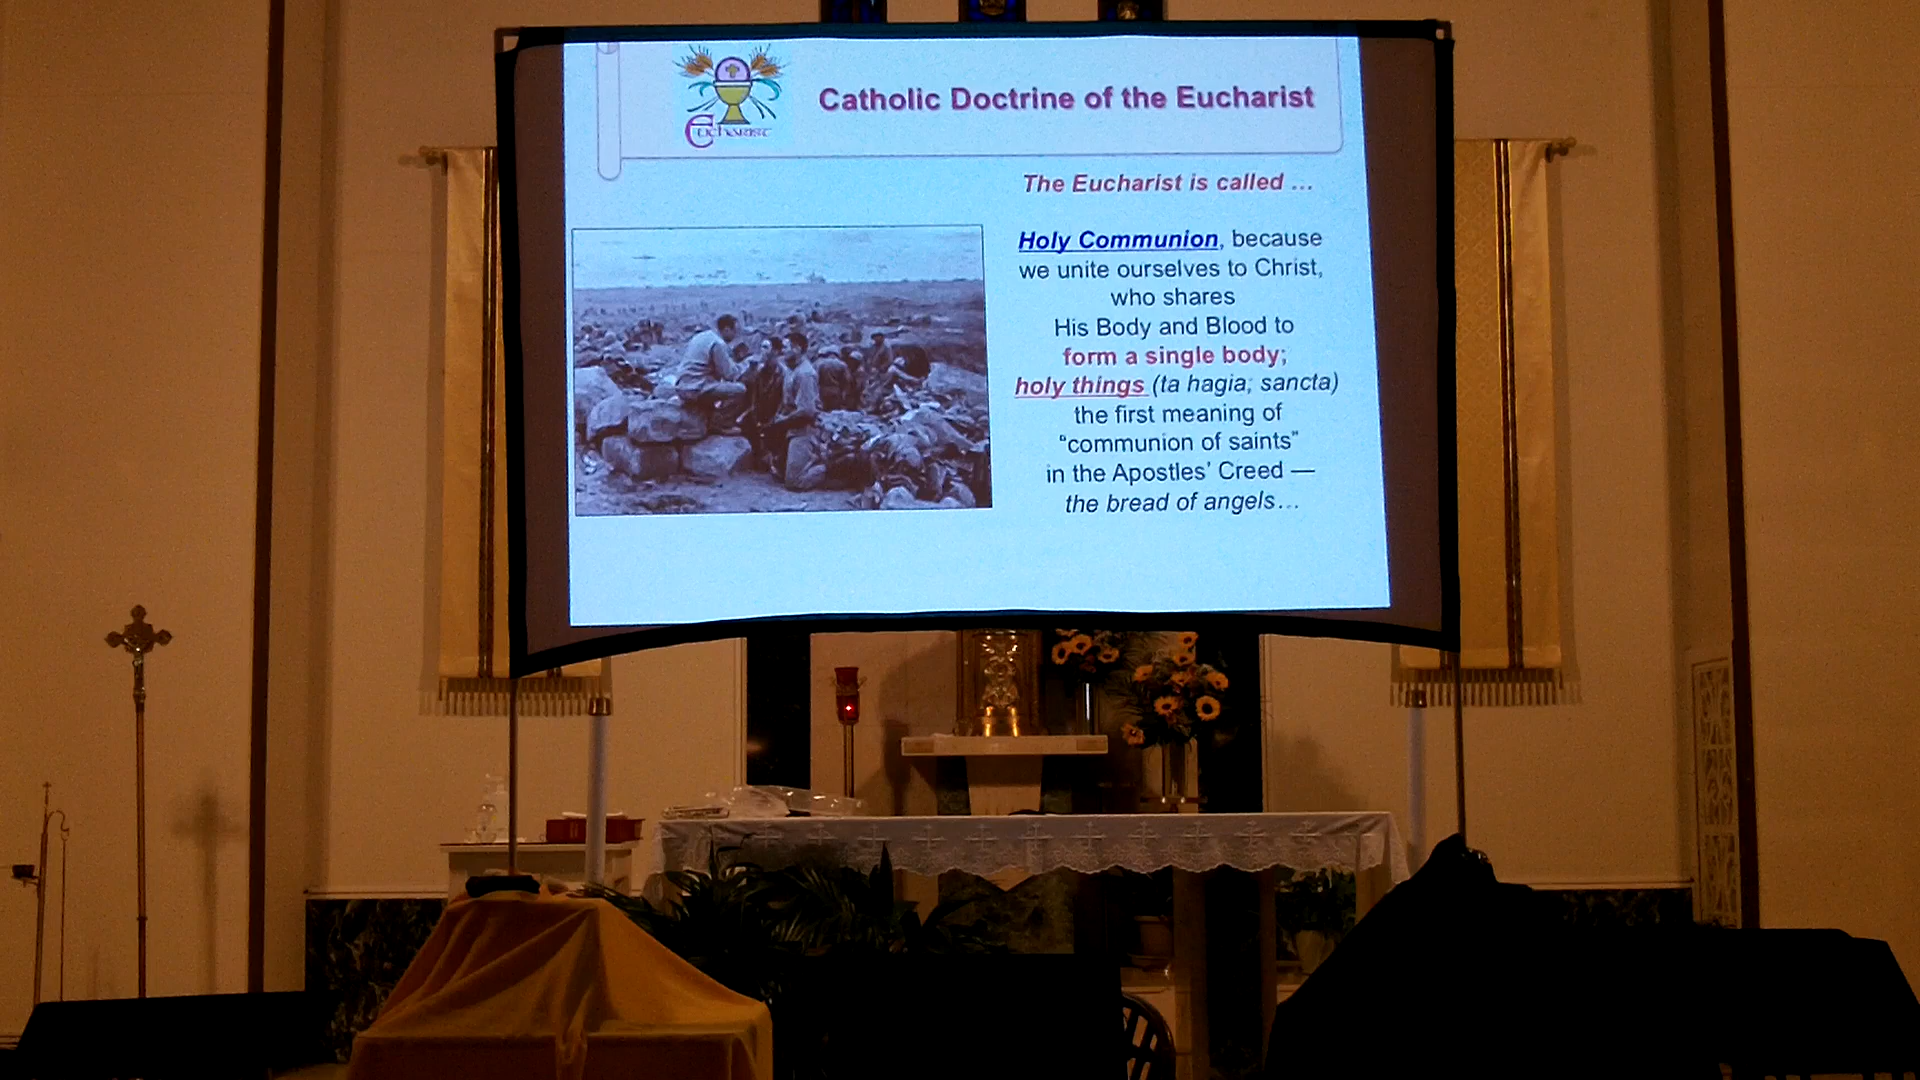 Eucharist
Catholic Doctrine of the Eucharist
The Eucharist is called ...
Holy Communion, because
we unite ourselves to Christ,
who shares
His Body and Blood to
form a single body;
holy things (ta hagia; sancta)
the first meaning of
“communion of saints”
in the Apostles’ Creed —
the bread of angels…